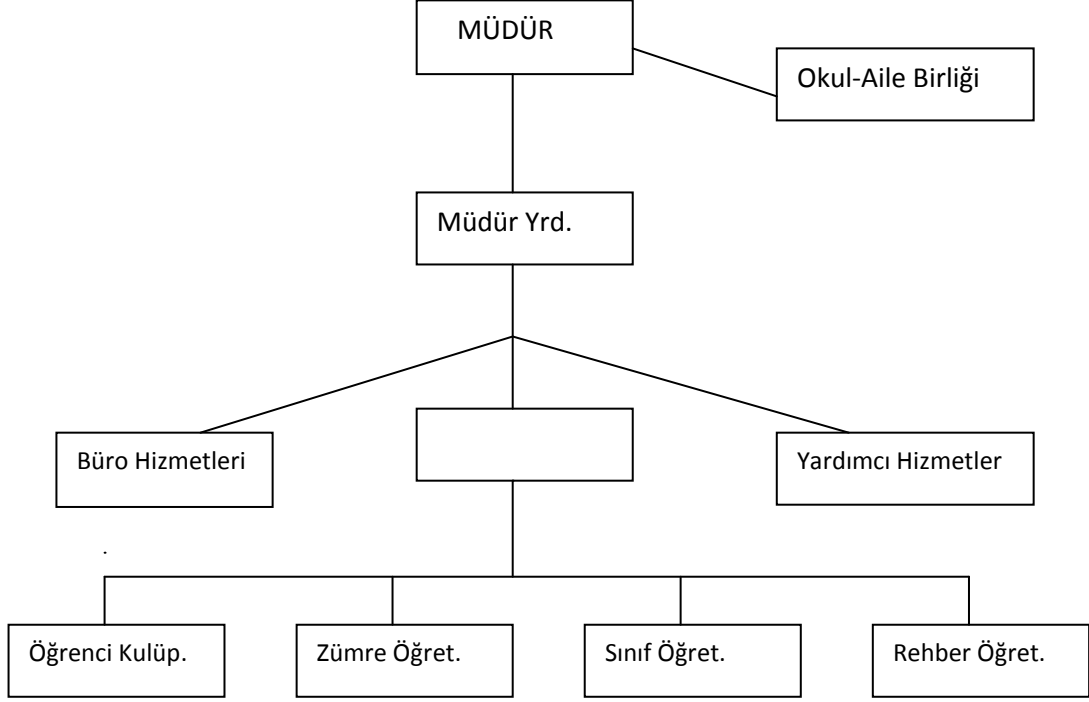 MÜDÜR
Okul-Aile Birliği
Müdür Yrd.
Büro Hizmetleri
Yardımcı Hizmetler
.
Öğrenci Kulüp.
Zümre Öğret.
Sınıf Öğret.
Rehber Öğret.